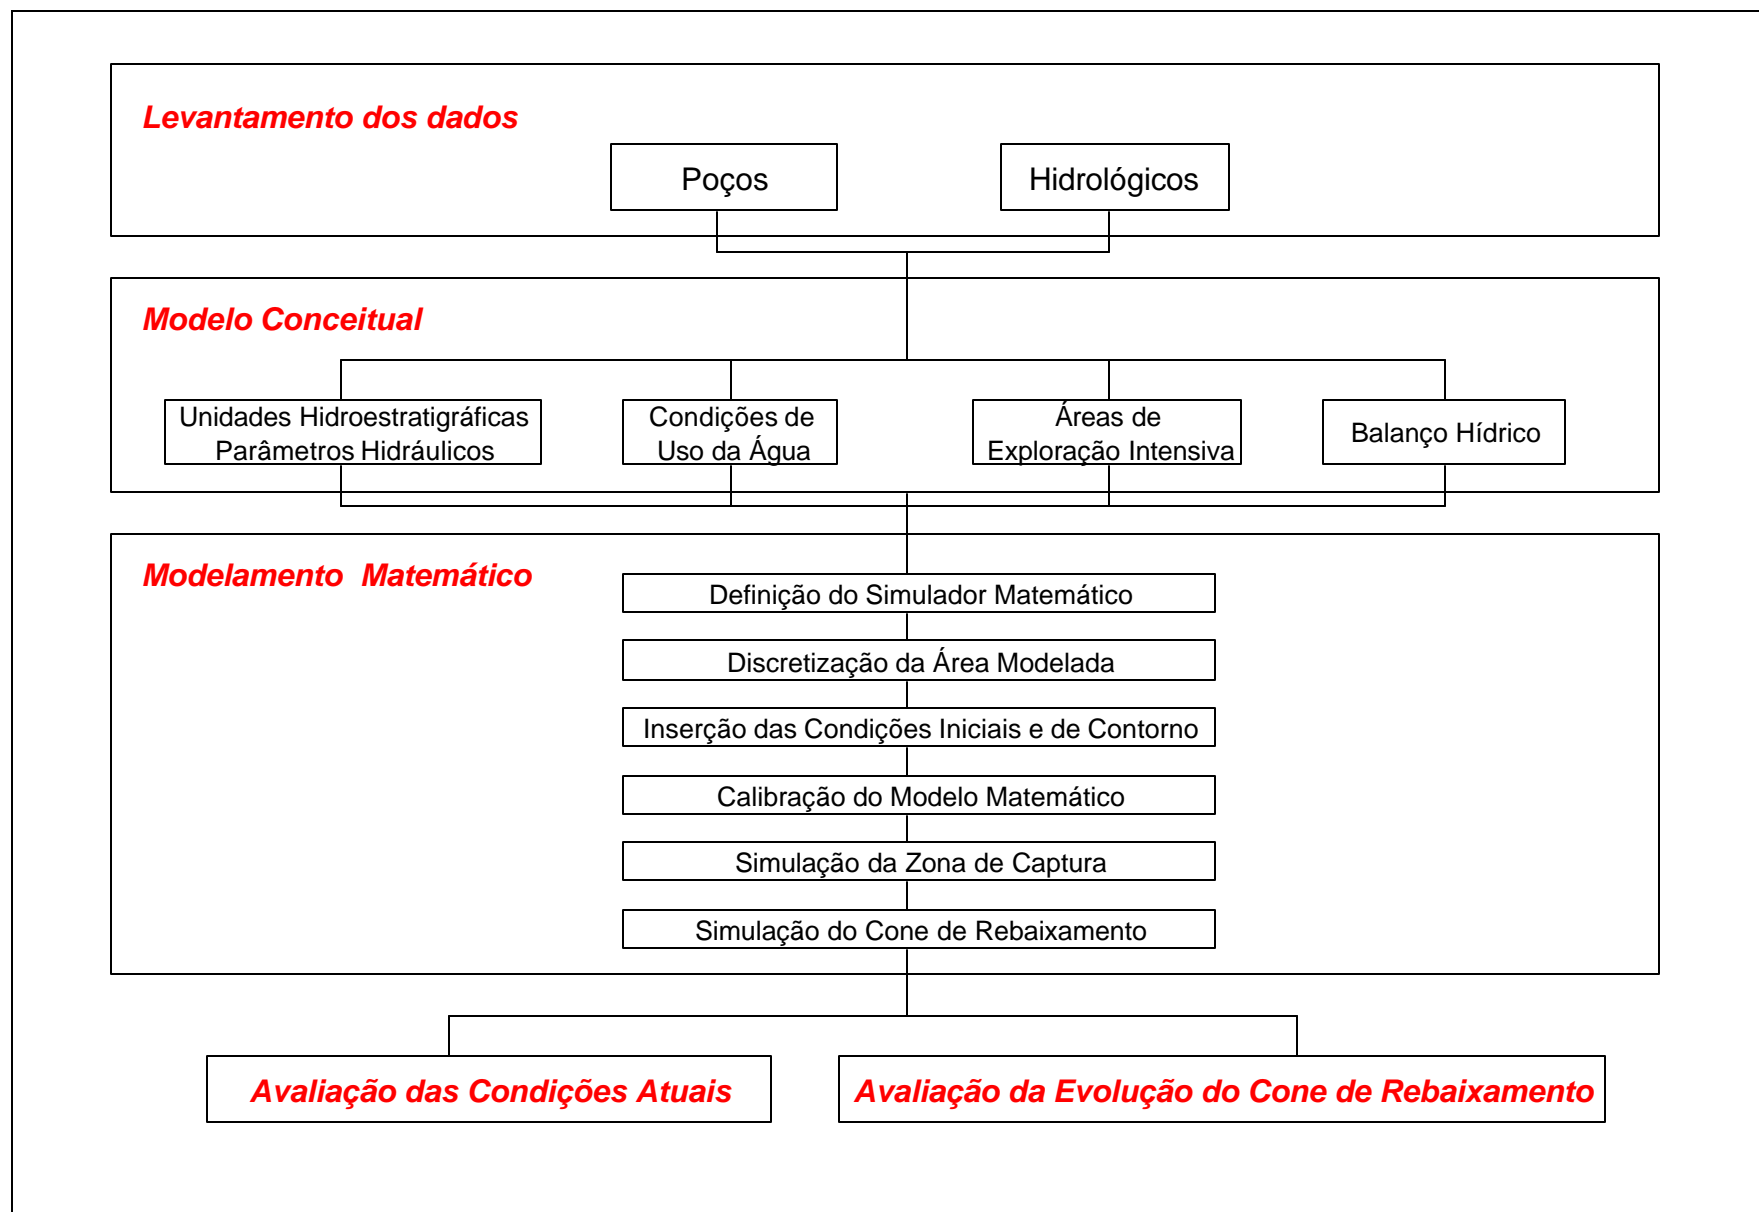 Levantamento dos dados
Poços
Hidrológicos
Modelo Conceitual
Unidades Hidroestratigráficas
Parâmetros Hidráulicos
Condições de
Uso da Água
Áreas de
Exploração Intensiva
Balanço Hídrico
Modelamento Matemático
Definição do Simulador Matemático
Discretização da Área Modelada
Inserção das Condições Iniciais e de Contorno
Calibração do Modelo Matemático
Simulação da Zona de Captura
Simulação do Cone de Rebaixamento
Avaliação das Condições Atuais
Avaliação da Evolução do Cone de Rebaixamento